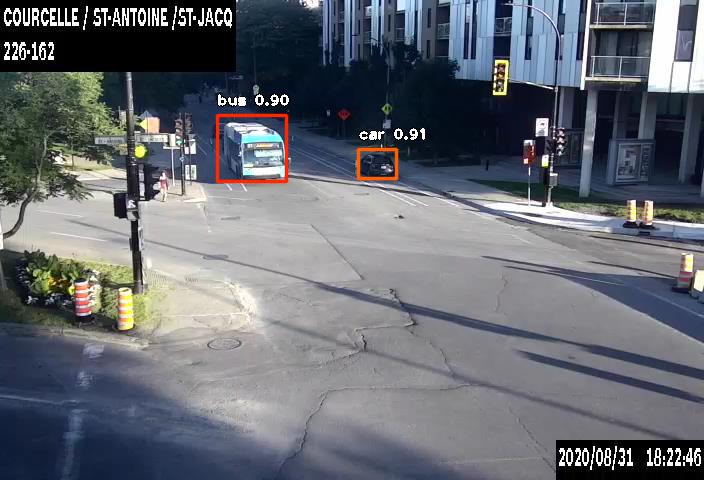 COURCELLE / ST-ANTOINE /ST-JACQ
226-162
bus 0.90
car 0.91
2020/08/31 18:22:46